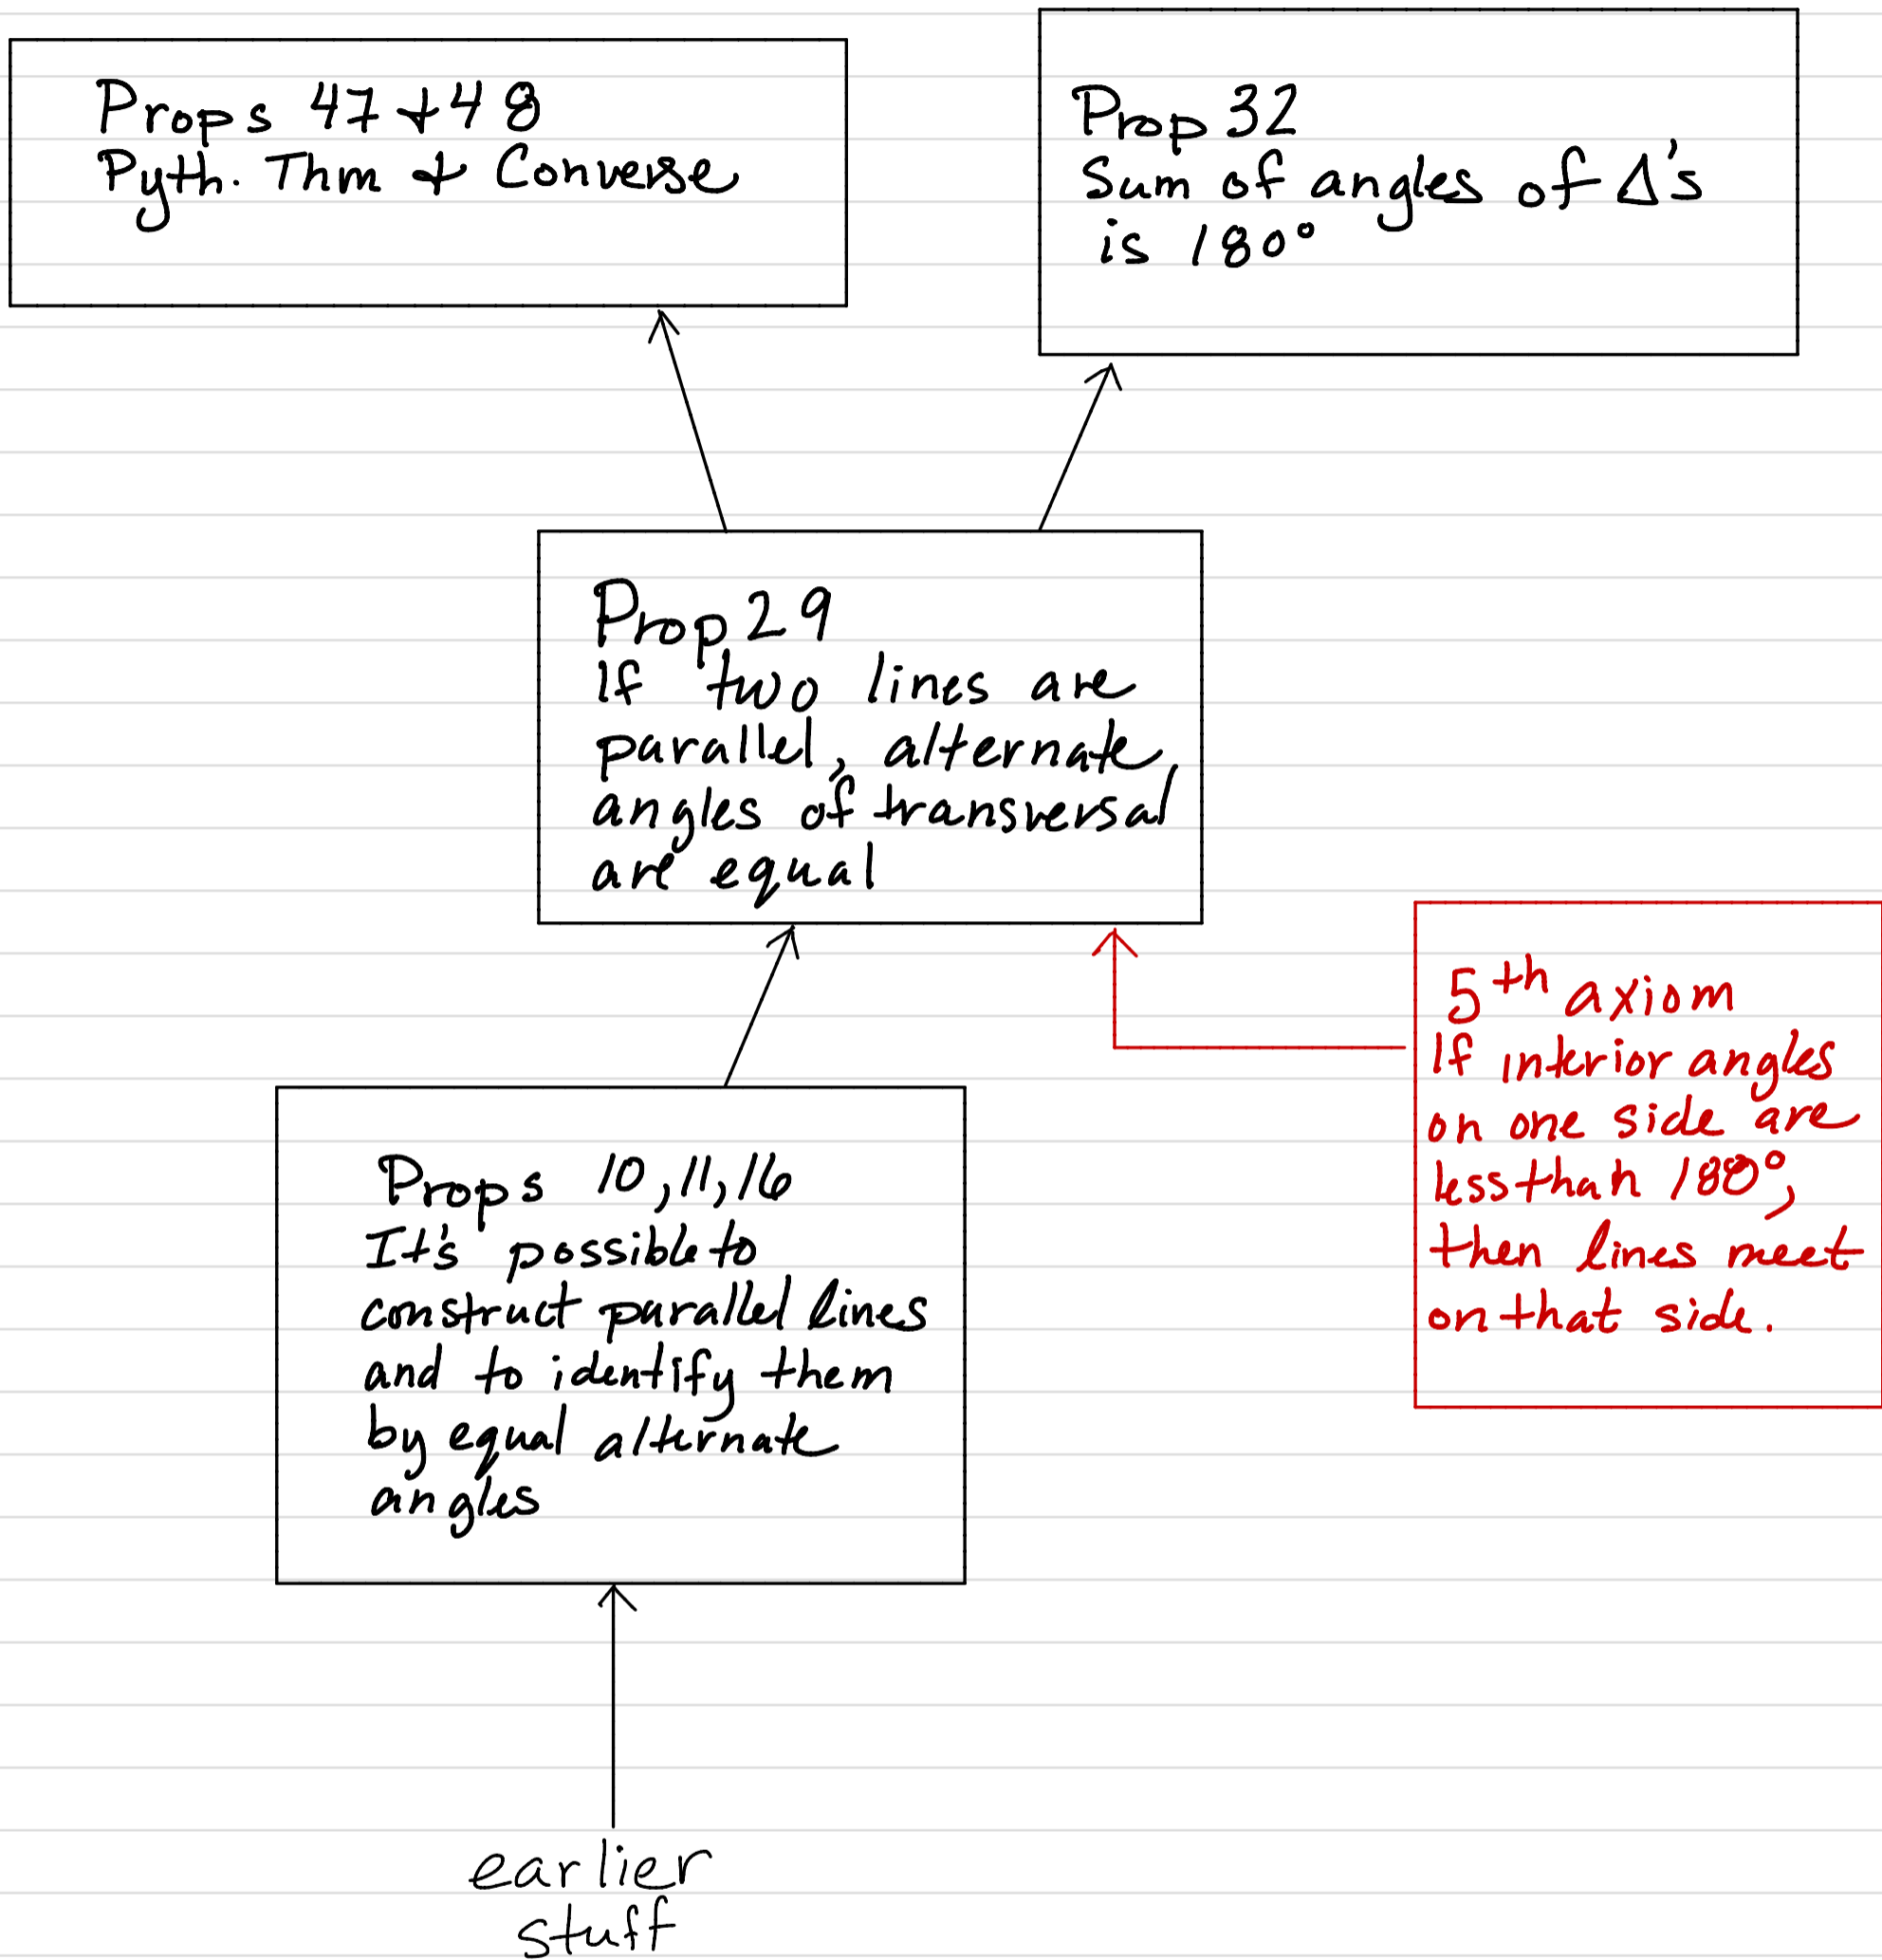 Props 47 + 48
Pyth. Thm + Converse
Prop 32
Sum of angles of Δ's
is 180°
Prop 29
If two lines are
parallel, alternate
angles of transversal
are equal
5th axiom
If interior angles
on one side are
less than 180°,
then lines meet
on that side.
Props 10, 11, 16
It's possible to
construct parallel lines
and to identify them
by equal alternate
angles
earlier
stuff